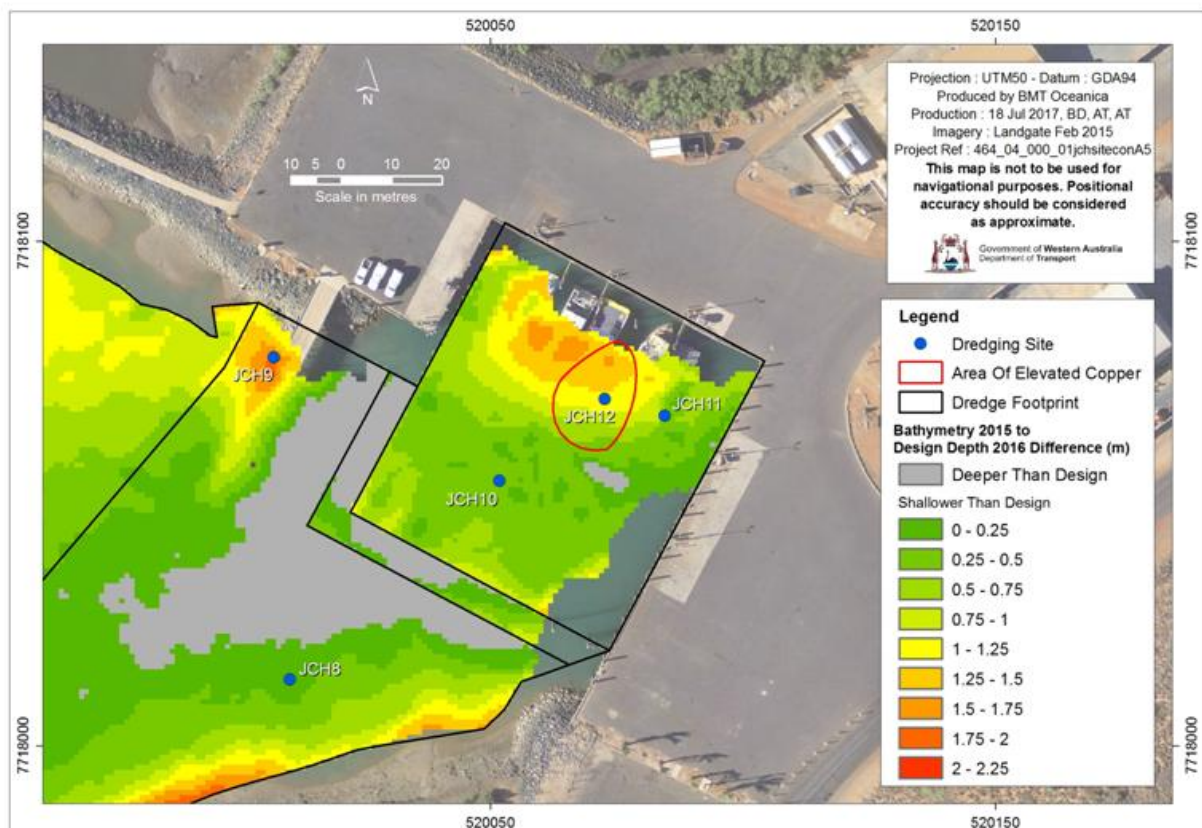 520050
520150
7718100
7718000
N
10 5 0 10 20
Scale in metres
JCH9
JCH12
JCH11
JCH10
JCH8
Projection : UTM50 - Datum : GDA94
Produced by BMT Oceanica
Production : 18 Jul 2017, BD, AT, AT
Imagery : Landgate Feb 2015
Project Ref : 464_04_000_01jchsiteconA5
This map is not to be used for
navigational purposes. Positional
accuracy should be considered
as approximate.
Government of Western Australia
Department of Transport
7718100
Legend
Dredging Site
Area Of Elevated Copper
Dredge Footprint
Bathymetry 2015 to
Design Depth 2016 Difference (m)
Deeper Than Design
Shallower Than Design
0 - 0.25
0.25 - 0.5
0.5 - 0.75
0.75 - 1
1 - 1.25
1.25 - 1.5
1.5 - 1.75
1.75 - 2
2 - 2.25
7718000
520050
520150